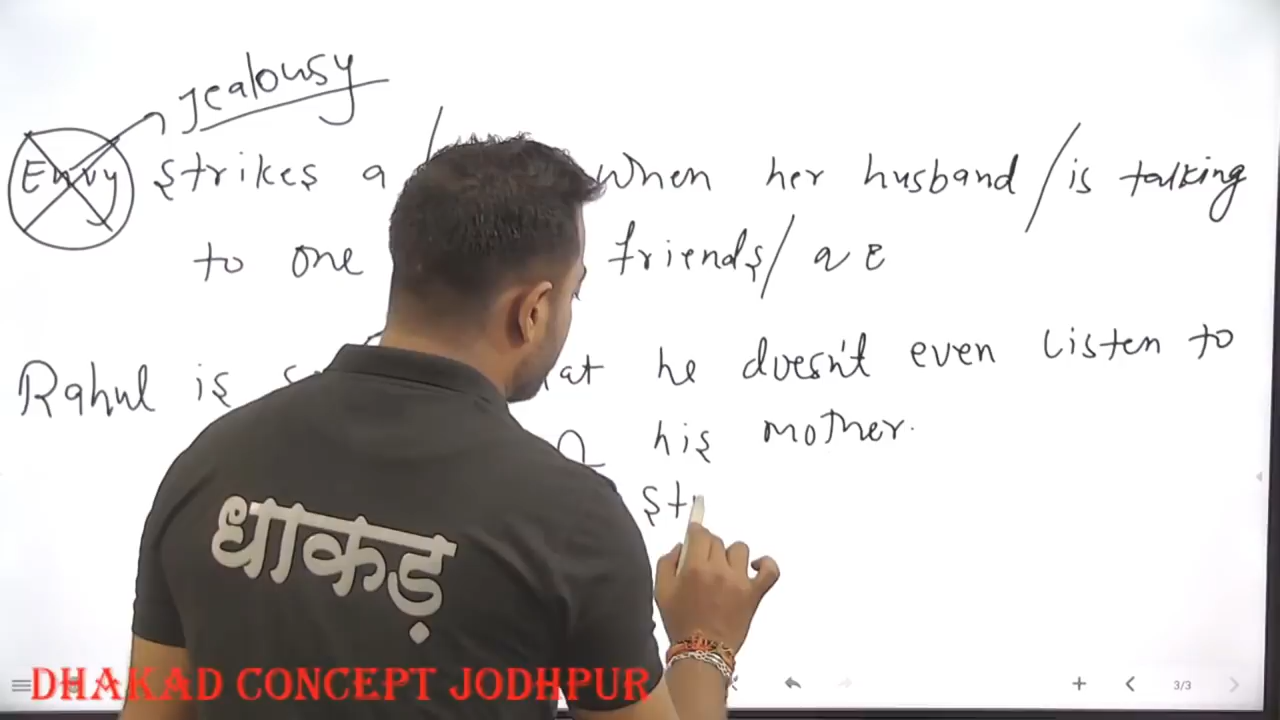 Jealousy
Envy strikes a when her husband / is talking
to one friends / QE
Rahul is he doesn't even listen to
his mother.
st
धाकड़
DHAKAD CONCEPT JODHPUR
3/3